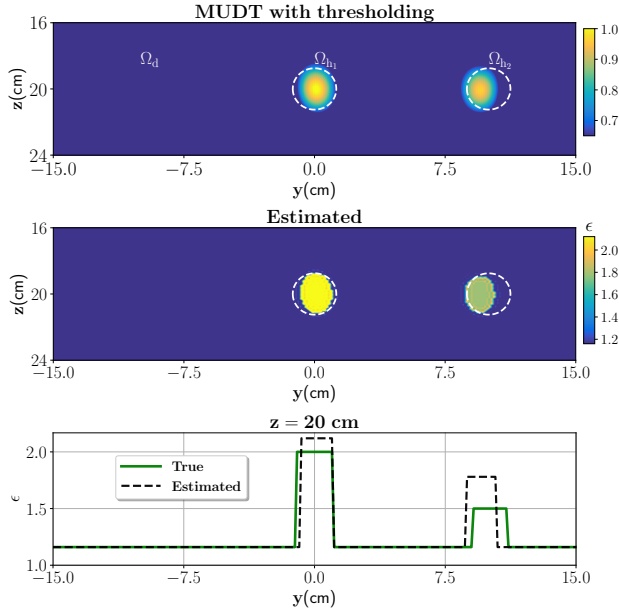 MUDT with thresholding
16
20
24
z(cm)
Ω_d
Ω_h₁
Ω_h₂
1.0
0.9
0.8
0.7
−15.0 −7.5 0.0 7.5 15.0
y(cm)
Estimated
16
20
24
z(cm)
ϵ
2.0
1.8
1.6
1.4
1.2
−15.0 −7.5 0.0 7.5 15.0
y(cm)
z = 20 cm
2.0
1.5
1.0
ϵ
True
Estimated
−15.0 −7.5 0.0 7.5 15.0
y(cm)